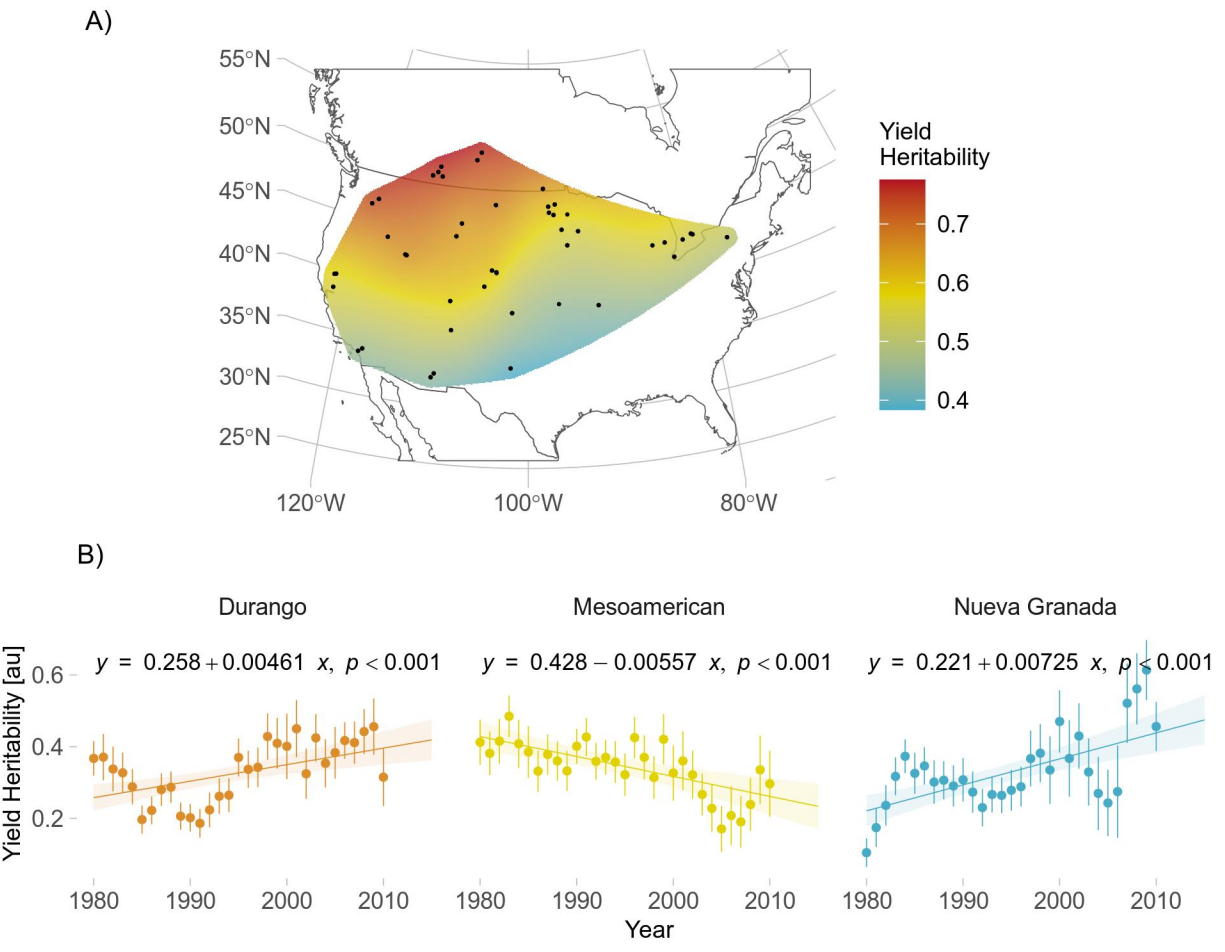 A)
55°N
50°N
45°N
40°N
35°N
30°N
25°N
120°W 100°W 80°W
Yield
Heritability
0.7
0.6
0.5
0.4
B)
Durango Mesoamerican Nueva Granada
y = 0.258 + 0.00461 x, p < 0.001 y = 0.428 − 0.00557 x, p < 0.001 y = 0.221 + 0.00725 x, p < 0.001
Yield Heritability [au]
0.6
0.4
0.2
1980 1990 2000 2010 1980 1990 2000 2010 1980 1990 2000 2010
Year